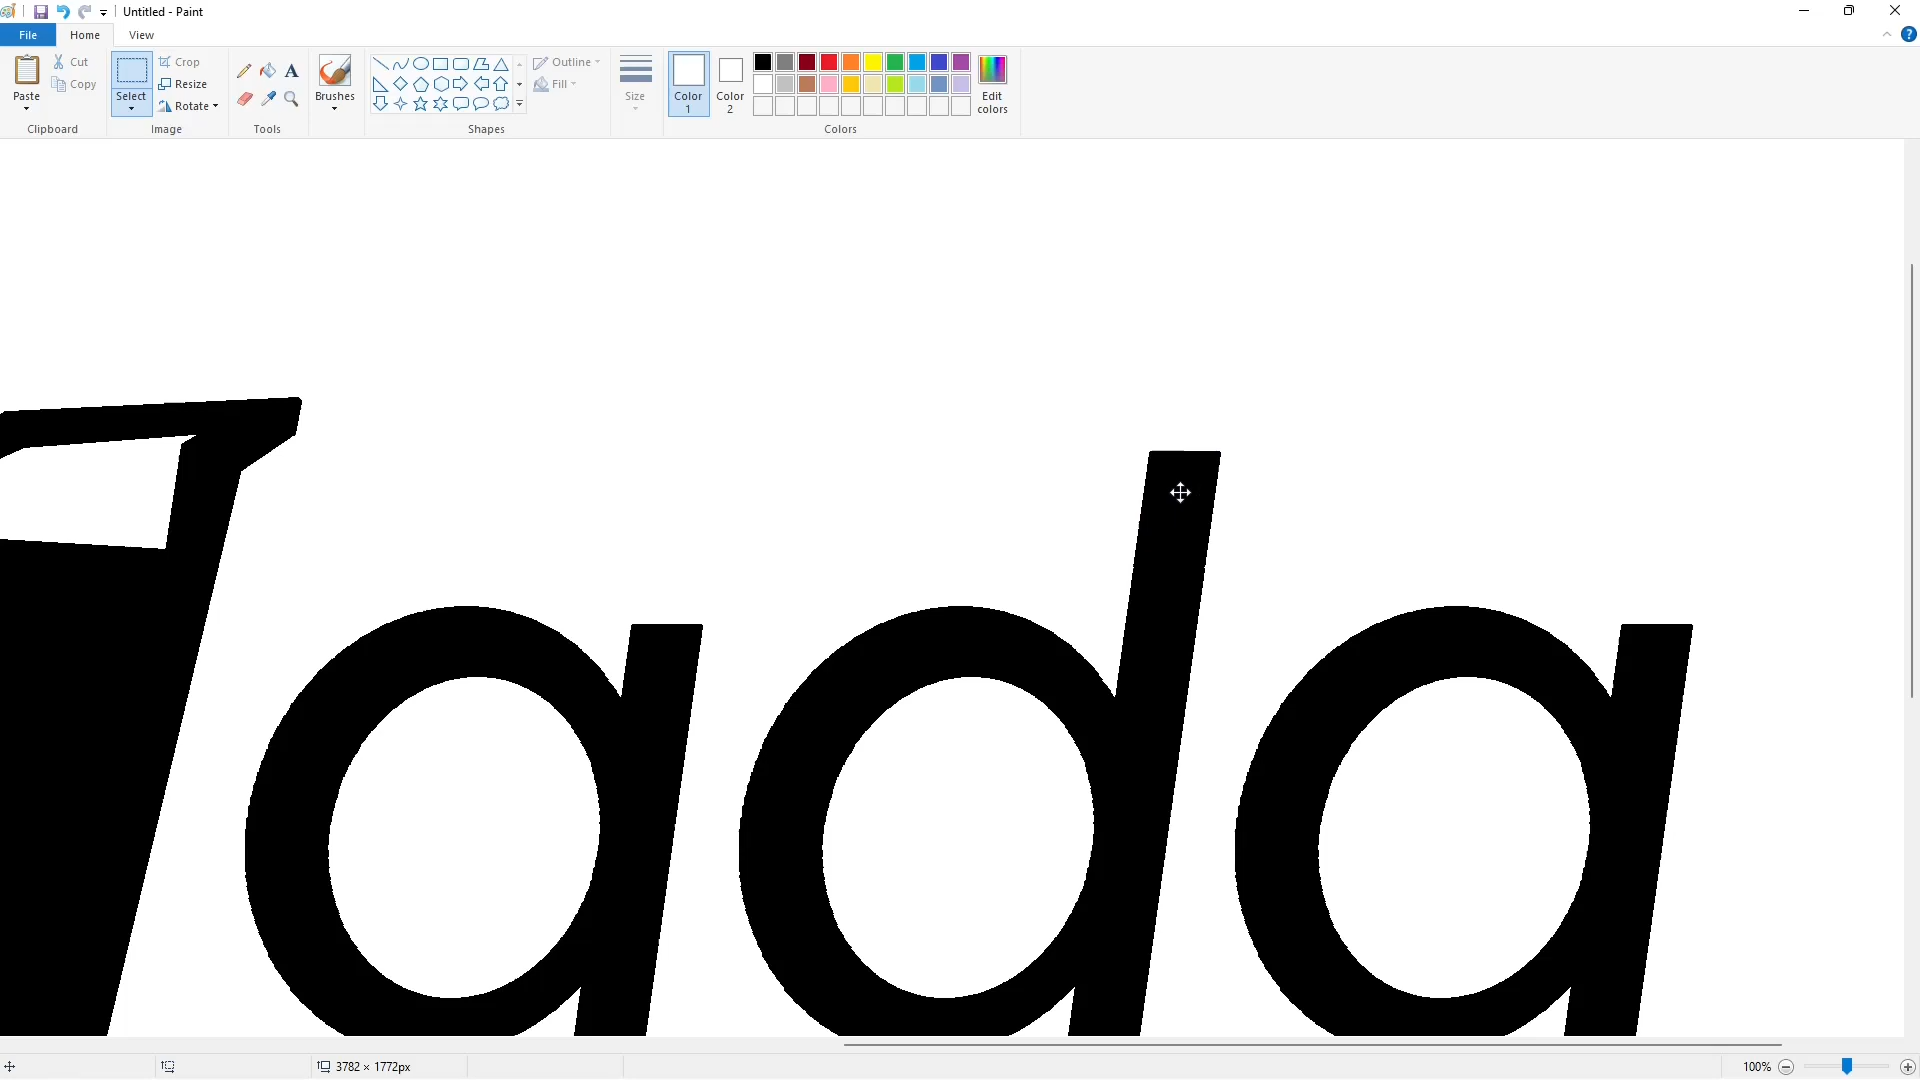 Untitled - Paint
File
Home
View
Paste
Cut
Copy
Clipboard
Select
Crop
Resize
Rotate
Image
A
Tools
Brushes
Shapes
Outline
Fill
Size
Color
1
Color
2
Edit
colors
Colors
ada
3782 × 1772px
100%